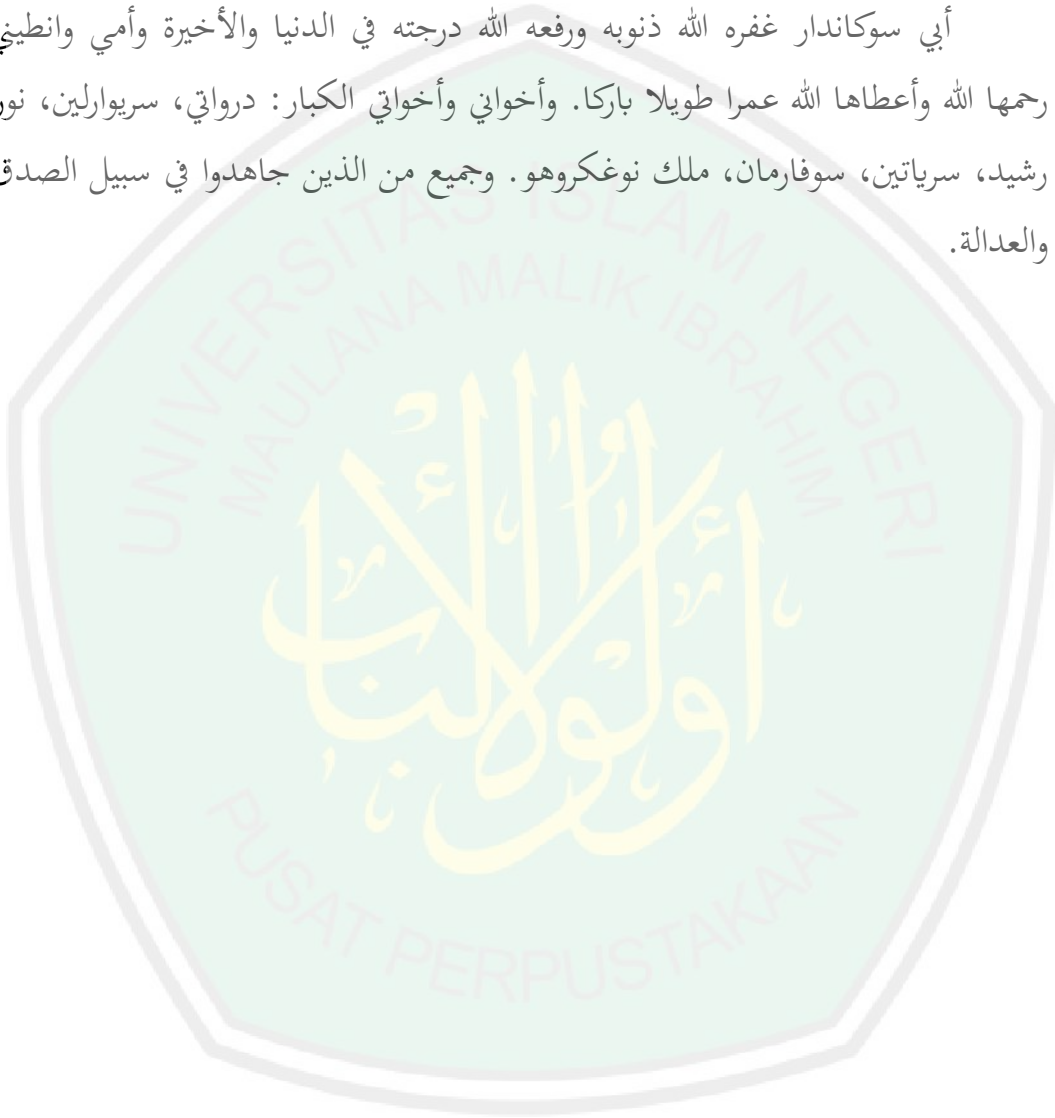 أبي سوكاندار غفره الله ذنوبه ورفعه الله درجته في الدنيا والأخيرة وأمي وانطيني
رحمها الله وأعطاها الله عمرا طويلا باركا. وأخواني وأخواتي الكبار: درواتي، سريوارلين، نور
رشيد، سرياتين، سوفارمان، ملك نوغكروهو. وجميع من الذين جاهدوا في سبيل الصدق
والعدالة.
UNIVERSITAS ISLAM NEGERI
MAULANA MALIK IBRAHIM
أولوا الألباب
PUSAT PERPUSTAKAAN